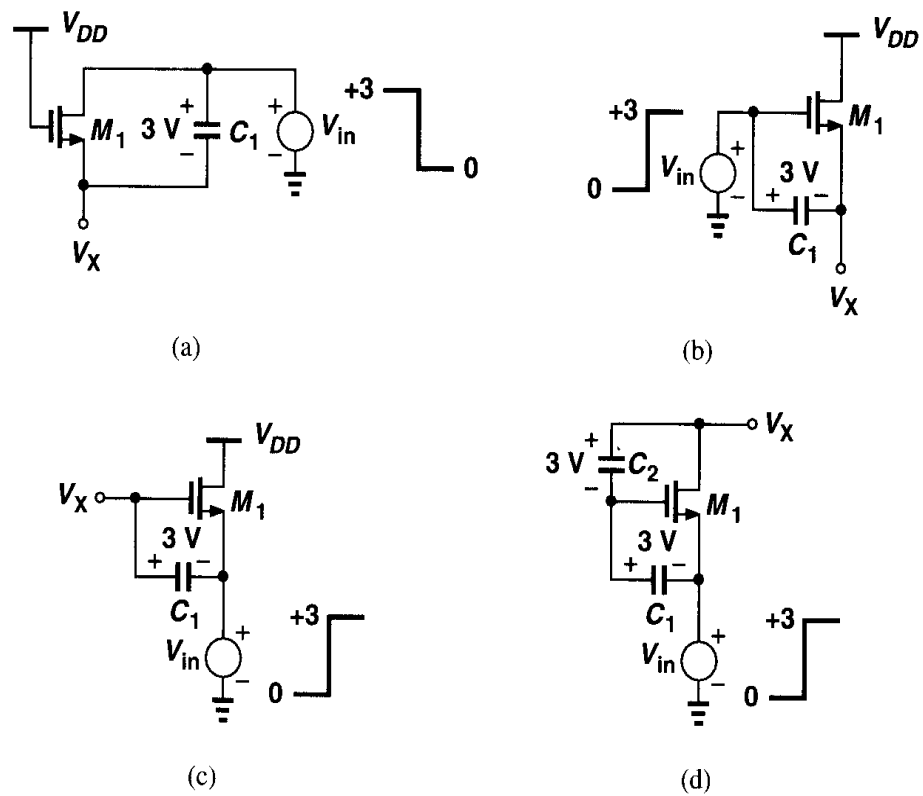 V_DD
V_DD
M_1
+
3 V
−
C_1
+
V_in
−
+3
0
V_X
+3
0
V_in
+
−
M_1
3 V
+ −
C_1
V_X
(a)
(b)
V_DD
V_X
M_1
3 V
+ −
C_1
V_in
+
−
+3
0
V_X
+
3 V
−
C_2
M_1
3 V
+ −
C_1
V_in
+
−
+3
0
(c)
(d)